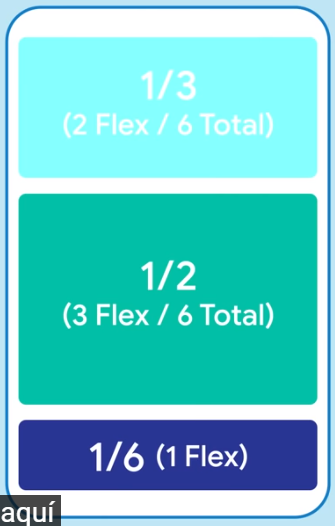 1/3
(2 Flex / 6 Total)
1/2
(3 Flex / 6 Total)
1/6 (1 Flex)
aquí